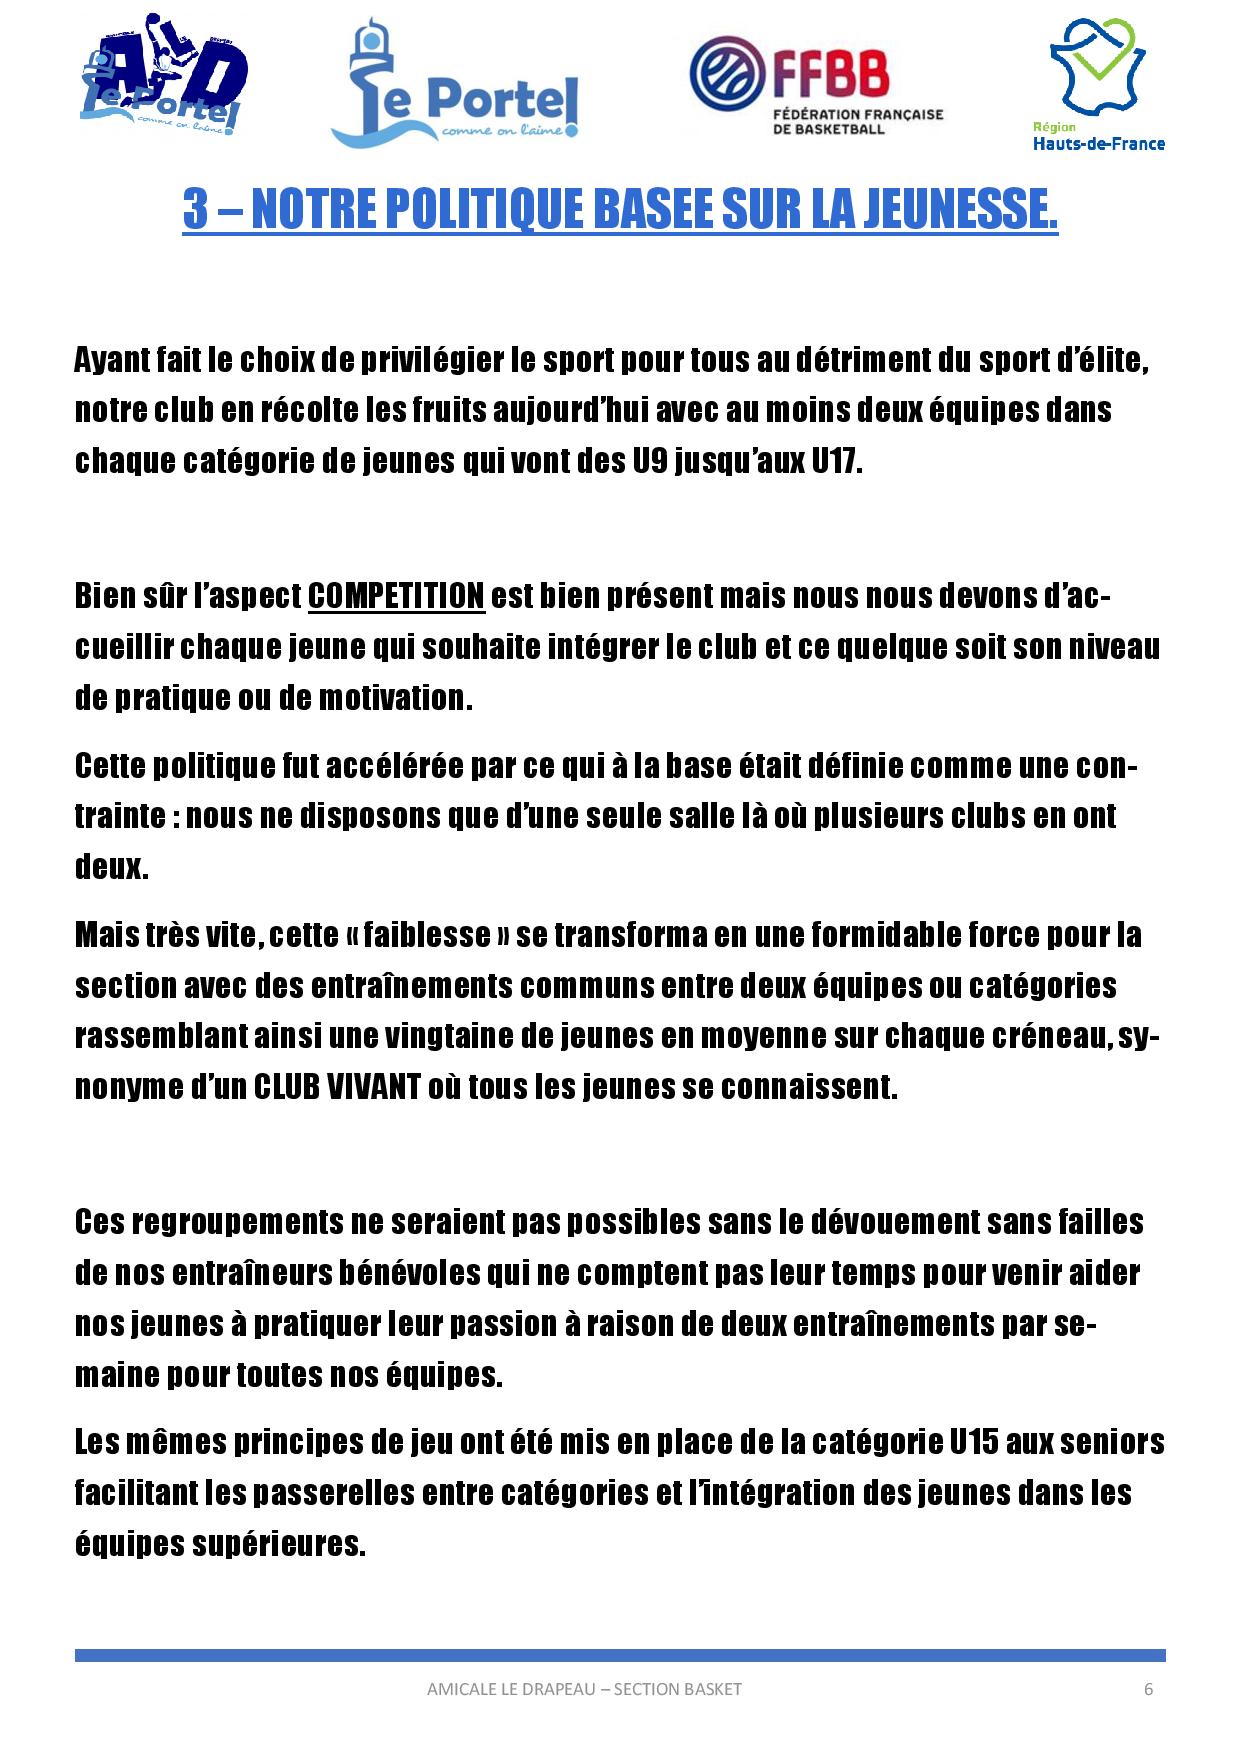 ALD
Le Portel
comme on l'aime
Le Portel
comme on l'aime
FFBB
FÉDÉRATION FRANÇAISE
DE BASKETBALL
Région
Hauts-de-France
3 – NOTRE POLITIQUE BASEE SUR LA JEUNESSE.
Ayant fait le choix de privilégier le sport pour tous au détriment du sport d’élite,
notre club en récolte les fruits aujourd’hui avec au moins deux équipes dans
chaque catégorie de jeunes qui vont des U9 jusqu’aux U17.
Bien sûr l’aspect COMPETITION est bien présent mais nous nous devons d’ac-
cueillir chaque jeune qui souhaite intégrer le club et ce quelque soit son niveau
de pratique ou de motivation.
Cette politique fut accélérée par ce qui à la base était définie comme une con-
trainte : nous ne disposons que d’une seule salle là où plusieurs clubs en ont
deux.
Mais très vite, cette « faiblesse » se transforma en une formidable force pour la
section avec des entraînements communs entre deux équipes ou catégories
rassemblant ainsi une vingtaine de jeunes en moyenne sur chaque créneau, sy-
nonyme d’un CLUB VIVANT où tous les jeunes se connaissent.
Ces regroupements ne seraient pas possibles sans le dévouement sans failles
de nos entraîneurs bénévoles qui ne comptent pas leur temps pour venir aider
nos jeunes à pratiquer leur passion à raison de deux entraînements par se-
maine pour toutes nos équipes.
Les mêmes principes de jeu ont été mis en place de la catégorie U15 aux seniors
facilitant les passerelles entre catégories et l’intégration des jeunes dans les
équipes supérieures.
AMICALE LE DRAPEAU – SECTION BASKET 6